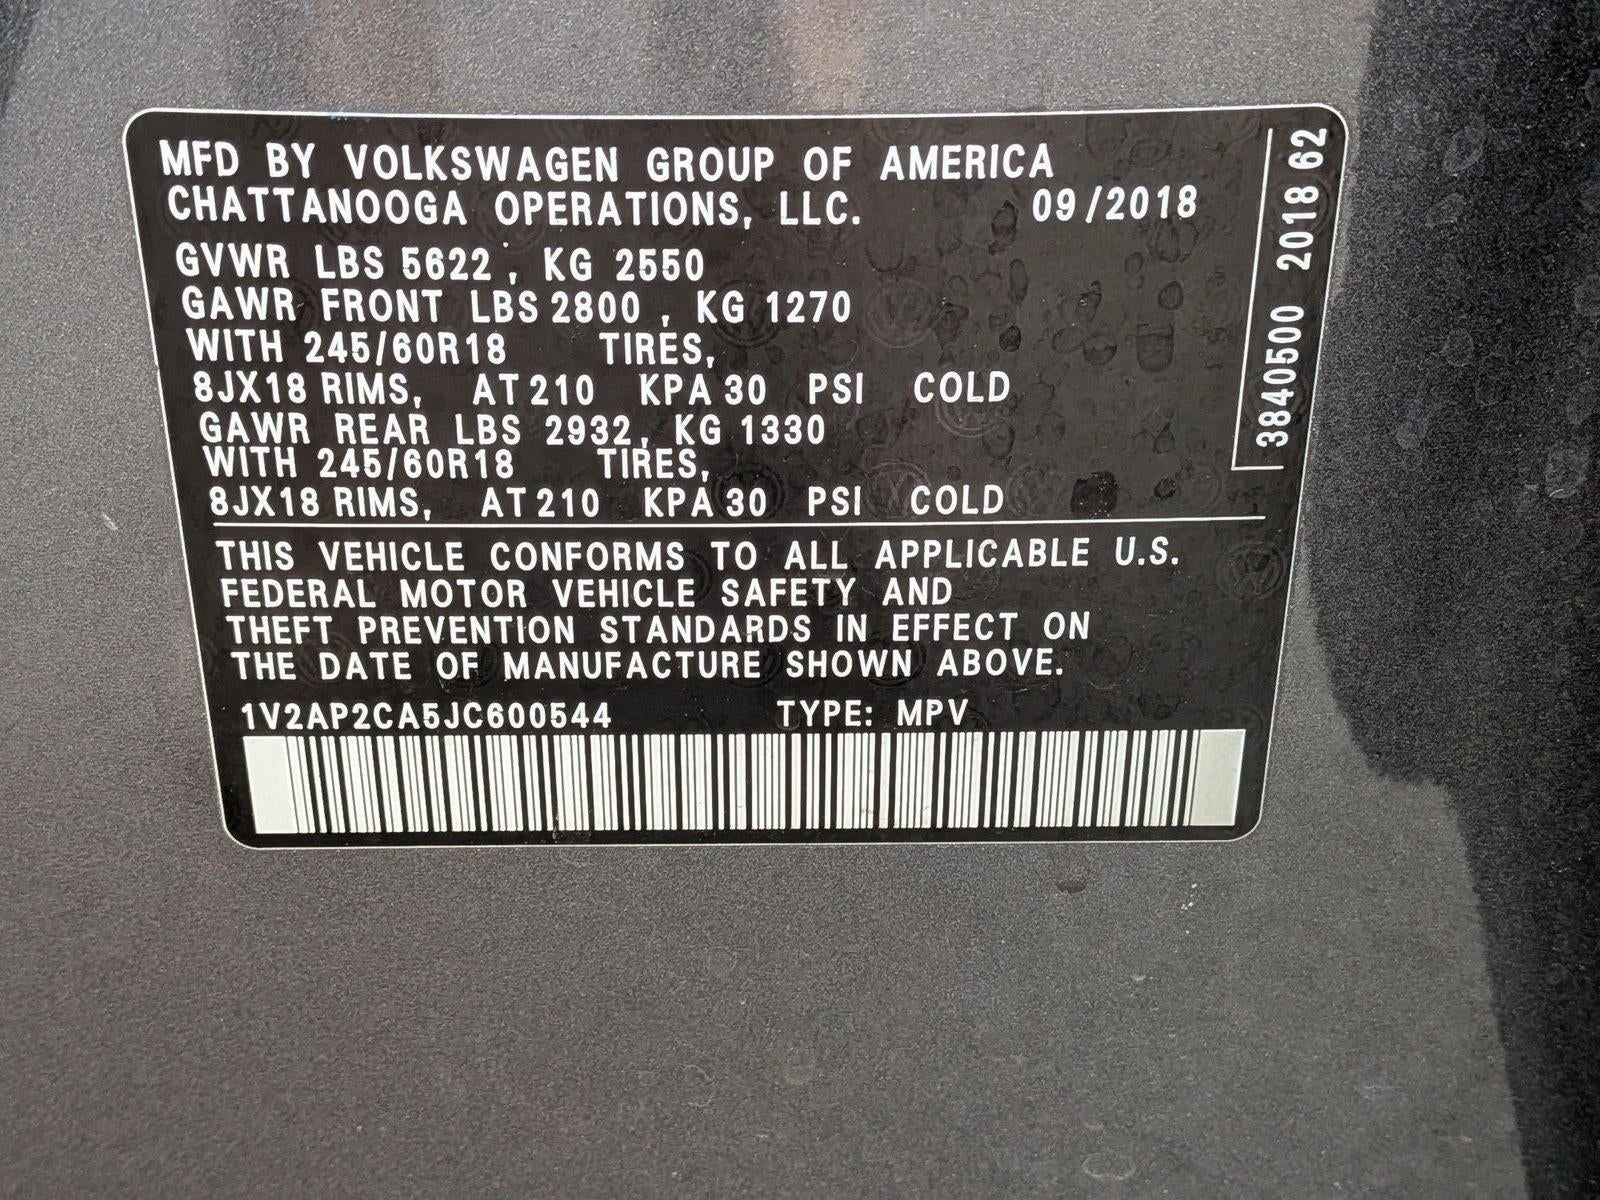 MFD BY VOLKSWAGEN GROUP OF AMERICA
CHATTANOOGA OPERATIONS, LLC. 09/2018
GVWR LBS 5622, KG 2550
GAWR FRONT LBS 2800, KG 1270
WITH 245/60R18 TIRES,
8JX18 RIMS, AT 210 KPA 30 PSI COLD
GAWR REAR LBS 2932, KG 1330
WITH 245/60R18 TIRES,
8JX18 RIMS, AT 210 KPA 30 PSI COLD
THIS VEHICLE CONFORMS TO ALL APPLICABLE U.S.
FEDERAL MOTOR VEHICLE SAFETY AND
THEFT PREVENTION STANDARDS IN EFFECT ON
THE DATE OF MANUFACTURE SHOWN ABOVE.
1V2AP2CA5JC600544 TYPE: MPV
3840500 2018 62